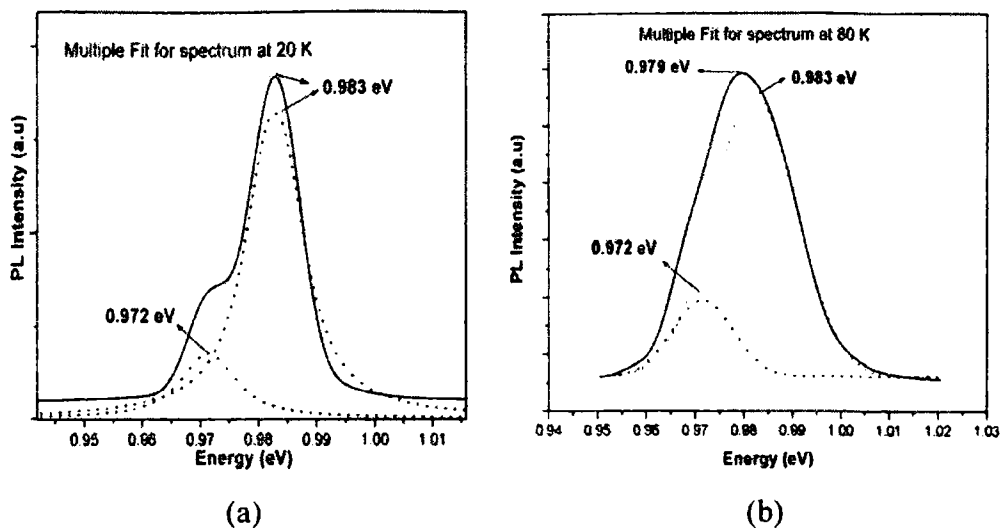 Multiple Fit for spectrum at 20 K
0.983 eV
0.972 eV
PL Intensity (a.u)
0.95 0.96 0.97 0.98 0.99 1.00 1.01
Energy (eV)
(a)
Multiple Fit for spectrum at 80 K
0.979 eV
0.983 eV
0.972 eV
PL Intensity (a.u)
0.94 0.95 0.96 0.97 0.98 0.99 1.00 1.01 1.02 1.03
Energy (eV)
(b)